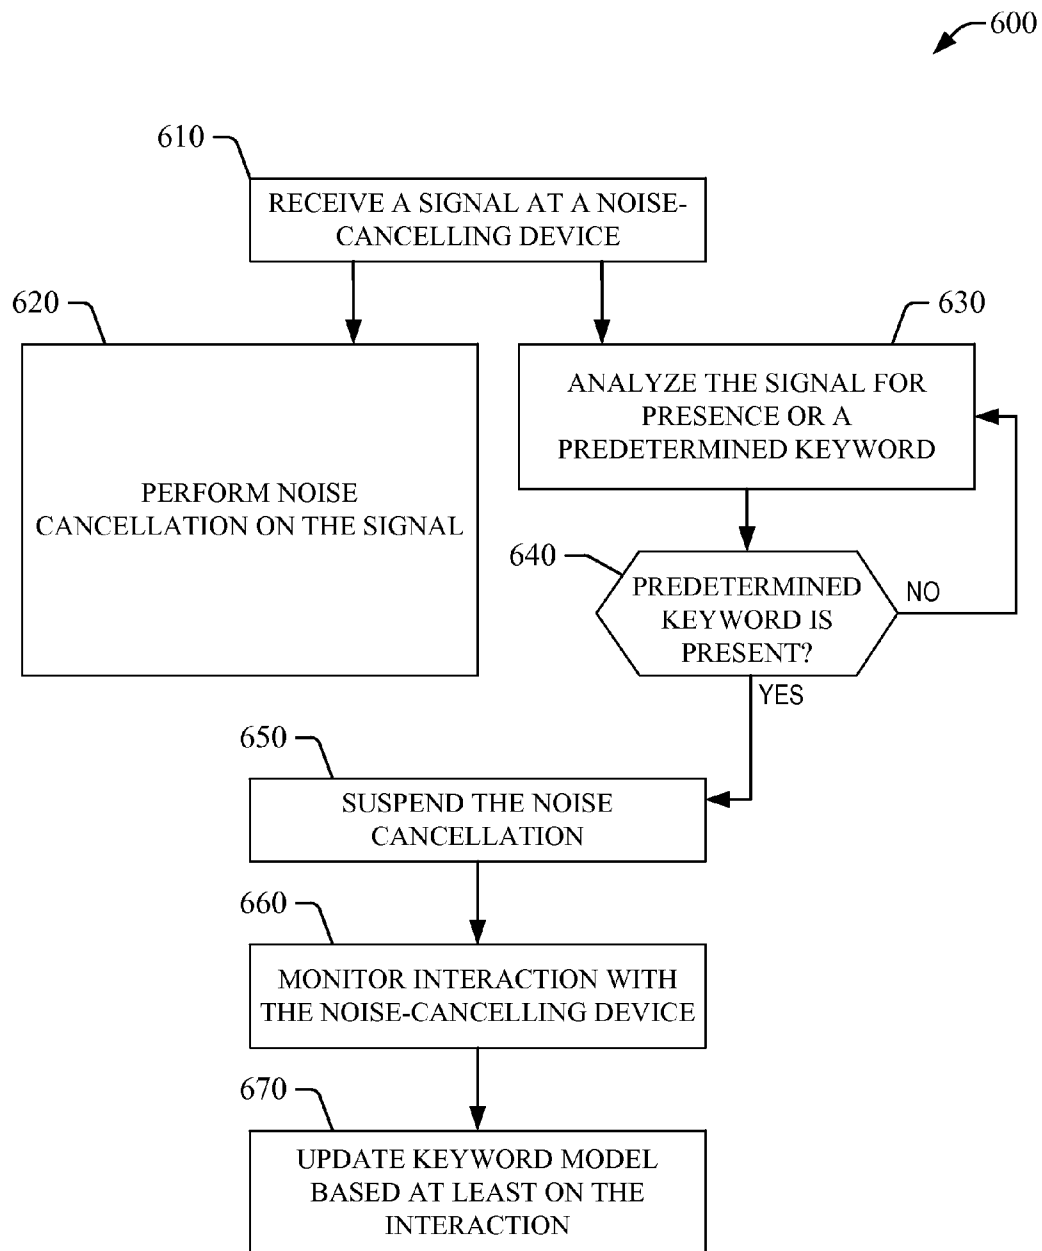 600
610
RECEIVE A SIGNAL AT A NOISE-
CANCELLING DEVICE
620
630
PERFORM NOISE
CANCELLATION ON THE SIGNAL
ANALYZE THE SIGNAL FOR
PRESENCE OR A
PREDETERMINED KEYWORD
640
PREDETERMINED
KEYWORD IS
PRESENT?
NO
YES
650
SUSPEND THE NOISE
CANCELLATION
660
MONITOR INTERACTION WITH
THE NOISE-CANCELLING DEVICE
670
UPDATE KEYWORD MODEL
BASED AT LEAST ON THE
INTERACTION